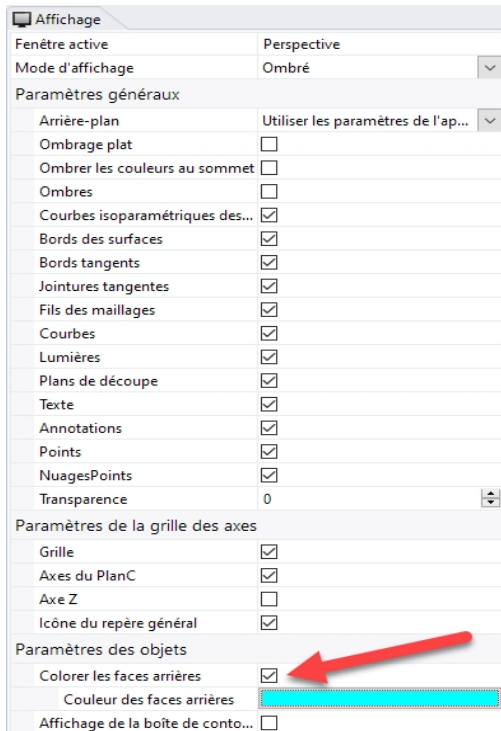 Affichage
Fenêtre active Perspective
Mode d'affichage Ombré
Paramètres généraux
Arrière-plan Utiliser les paramètres de l'ap...
Ombrage plat
Ombrer les couleurs au sommet
Ombres
Courbes isoparamétriques des...
Bords des surfaces
Bords tangents
Jointures tangentes
Fils des maillages
Courbes
Lumières
Plans de découpe
Texte
Annotations
Points
NuagesPoints
Transparence 0
Paramètres de la grille des axes
Grille
Axes du PlanC
Axe Z
Icône du repère général
Paramètres des objets
Colorer les faces arrières
Couleur des faces arrières
Affichage de la boîte de conto...